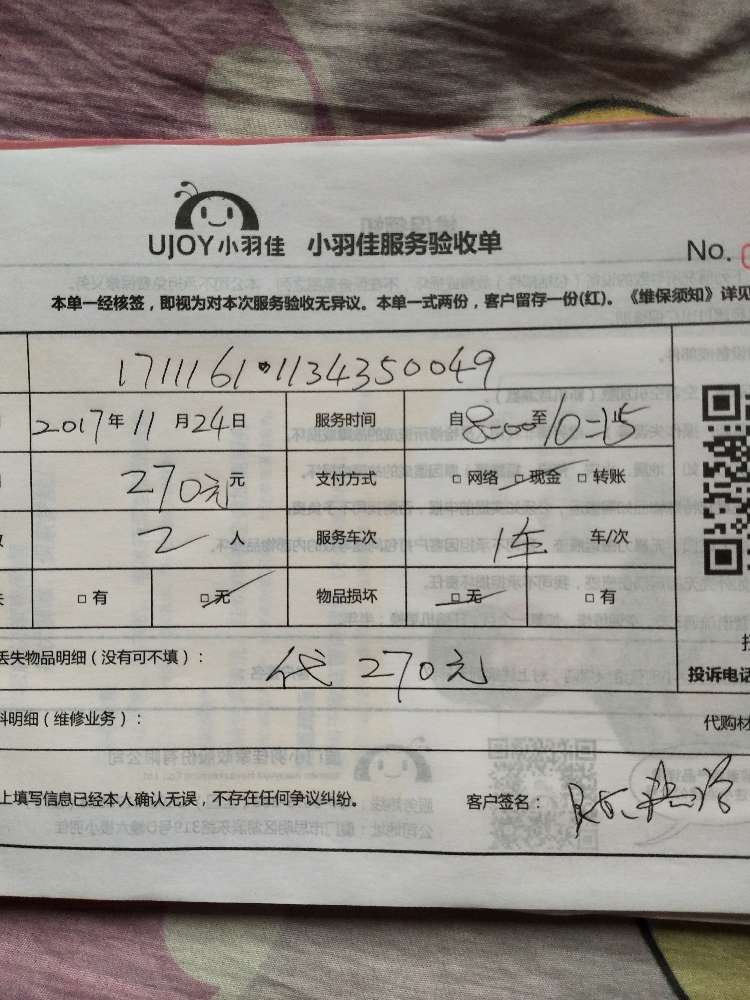 UJOY小羽佳 小羽佳服务验收单
No.
本单一经核签，即视为对本次服务验收无异议。本单一式两份，客户留存一份(红)。《维保须知》详见
1711161·1134350049
2017年11月24日 服务时间 自8:00至10:15
270元元 支付方式 □网络 □现金 □转账
2人 服务车次 1车 车/次
□有 □无 物品损坏 □无 □有
丢失物品明细（没有可不填）： 代270元
投诉电话
料明细（维修业务）： 代购材
上填写信息已经本人确认无误，不存在任何争议纠纷。 客户签名：